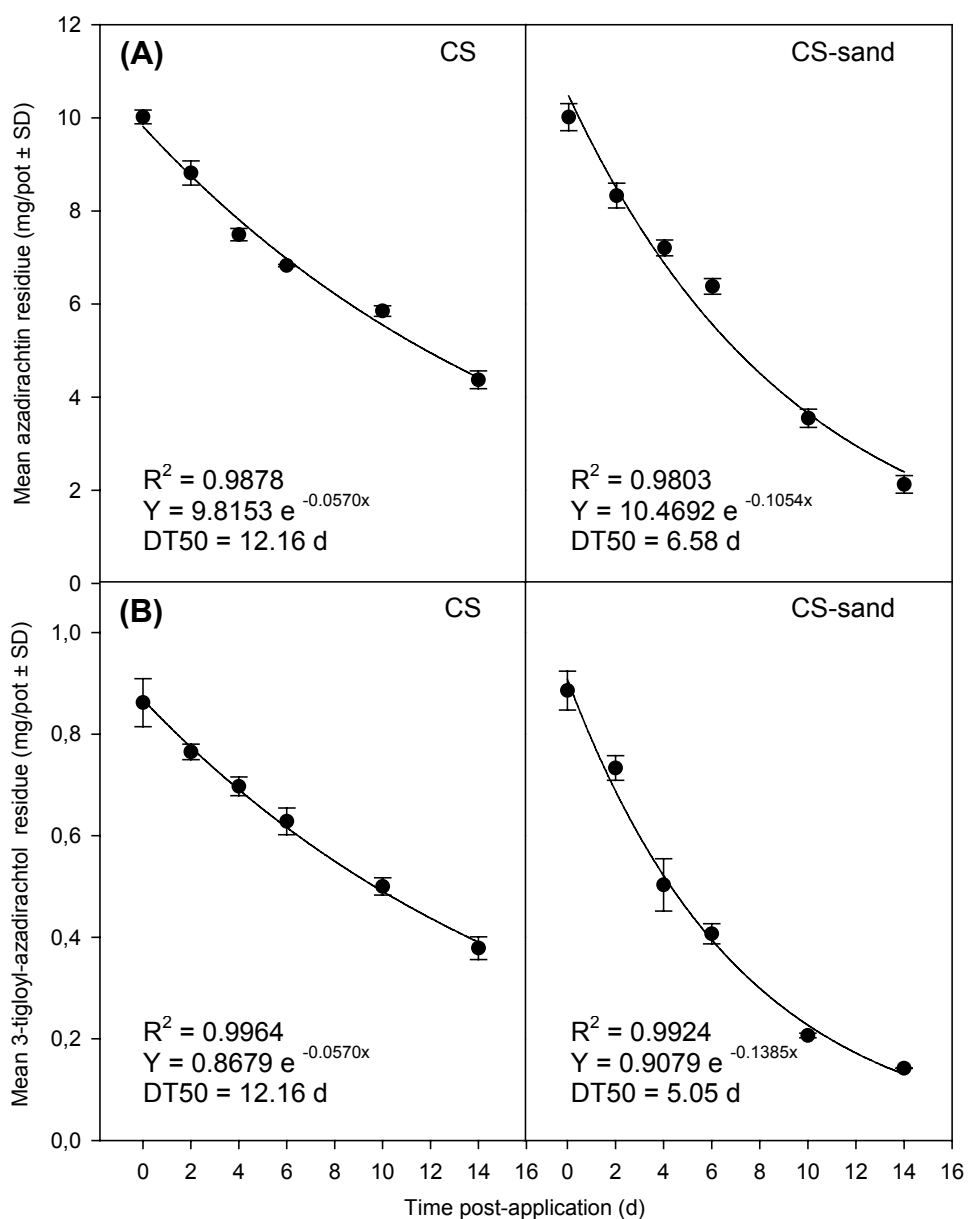 Mean azadirachtin residiue (mg/pot ± SD)
12
10
8
6
4
2
0
(A)
CS
R² = 0.9878
Y = 9.8153 e -0.0570x
DT50 = 12.16 d
CS-sand
R² = 0.9803
Y = 10.4692 e -0.1054x
DT50 = 6.58 d
Mean 3-tigloyl-azadirachtol residue (mg/pot ± SD)
1,0
0,8
0,6
0,4
0,2
0,0
(B)
CS
R² = 0.9964
Y = 0.8679 e -0.0570x
DT50 = 12.16 d
CS-sand
R² = 0.9924
Y = 0.9079 e -0.1385x
DT50 = 5.05 d
0 2 4 6 8 10 12 14 16
0 2 4 6 8 10 12 14 16
Time post-application (d)